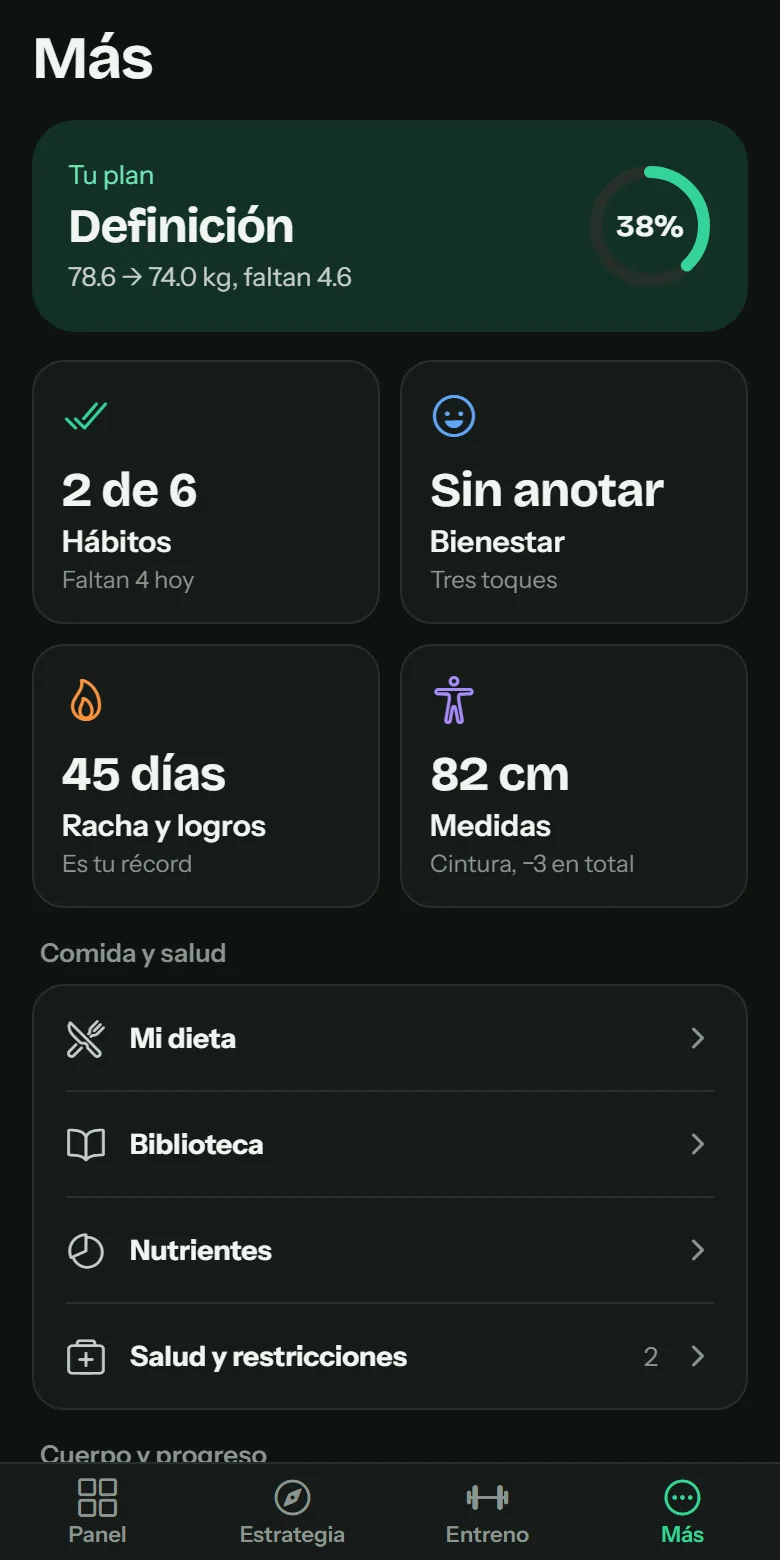 Más
Tu plan
Definición
78.6 → 74.0 kg, faltan 4.6
38%
2 de 6
Hábitos
Faltan 4 hoy
Sin anotar
Bienestar
Tres toques
45 días
Racha y logros
Es tu récord
82 cm
Medidas
Cintura, −3 en total
Comida y salud
Mi dieta
Biblioteca
Nutrientes
Salud y restricciones 2
Cuerpo y progreso
Panel
Estrategia
Entreno
Más